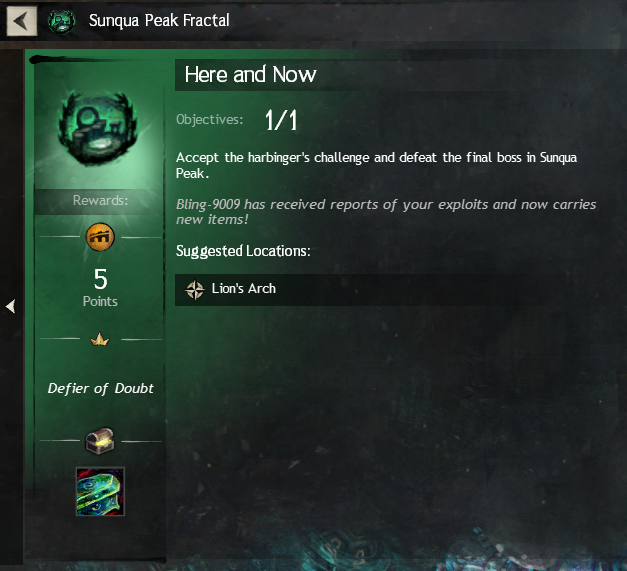 Sunqua Peak Fractal
Here and Now
Objectives: 1/1
Accept the harbinger's challenge and defeat the final boss in Sunqua
Peak.
Bling-9009 has received reports of your exploits and now carries
new items!
Suggested Locations:
Lion's Arch
Rewards:
5
Points
Defier of Doubt